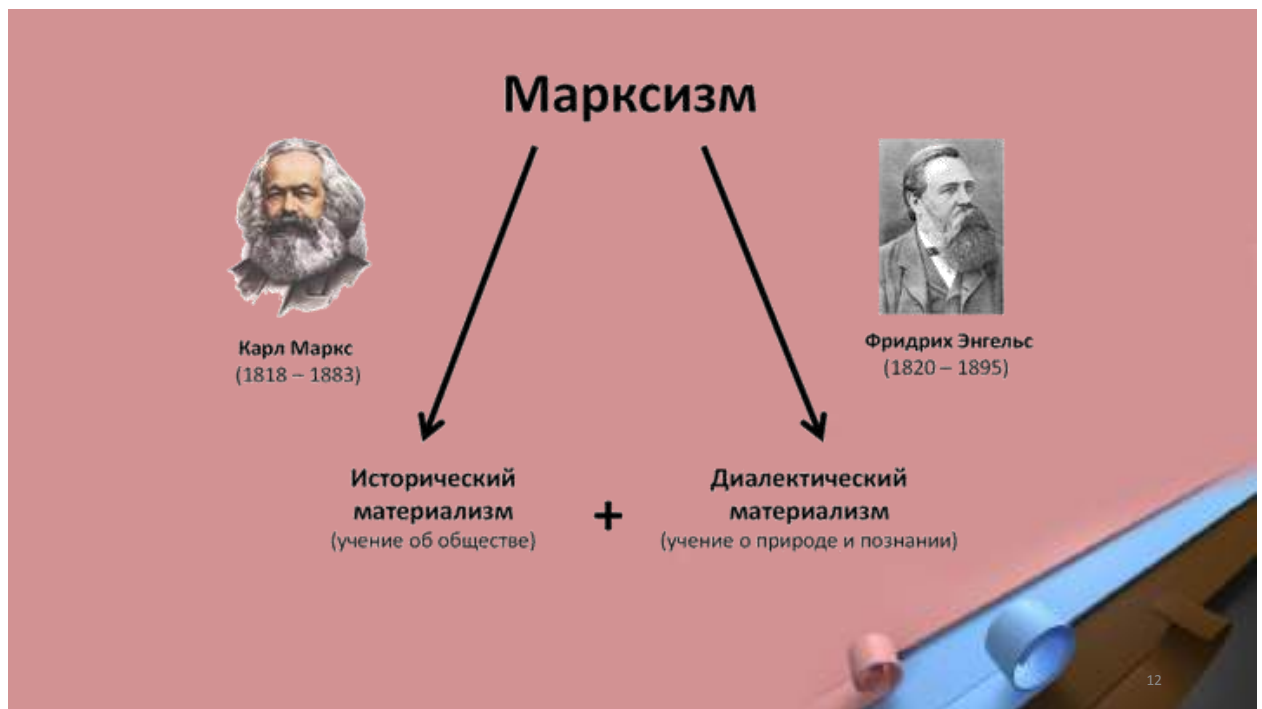 Марксизм
Карл Маркс
(1818 – 1883)
Фридрих Энгельс
(1820 – 1895)
Исторический
материализм
(учение об обществе)
+
Диалектический
материализм
(учение о природе и познании)
12